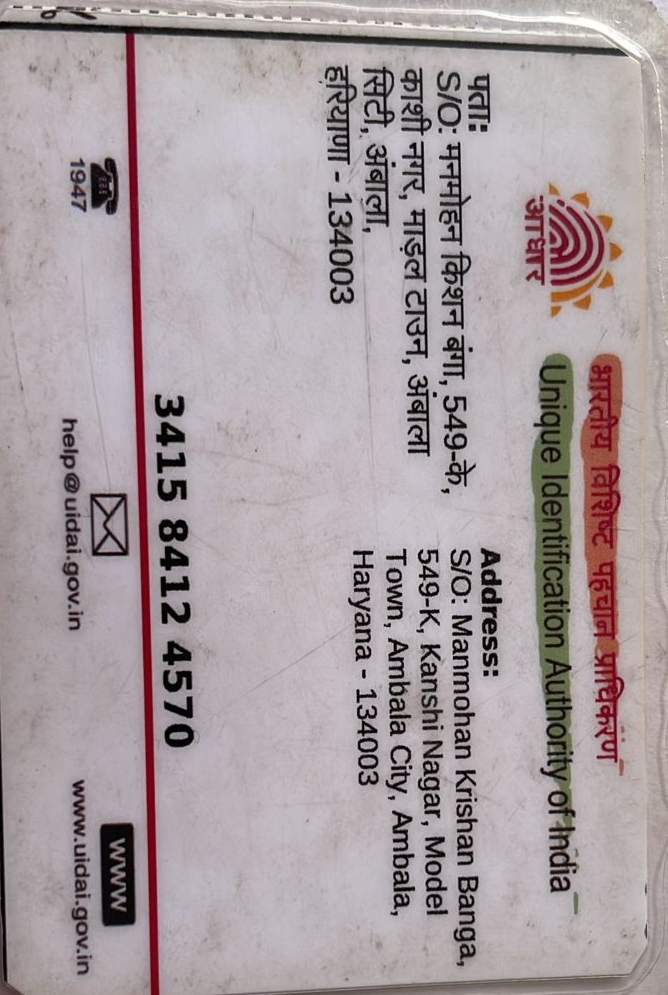 आधार
भारतीय विशिष्ट पहचान प्राधिकरण
Unique Identification Authority of India
पता:
S/O: मनमोहन किशन बंगा, 549-के,
काशी नगर, माड़ल टाउन, अंबाला
सिटी, अंबाला,
हरियाणा - 134003
Address:
S/O: Manmohan Krishan Banga,
549-K, Kanshi Nagar, Model
Town, Ambala City, Ambala,
Haryana - 134003
3415 8412 4570
1947
help@uidai.gov.in
www
www.uidai.gov.in